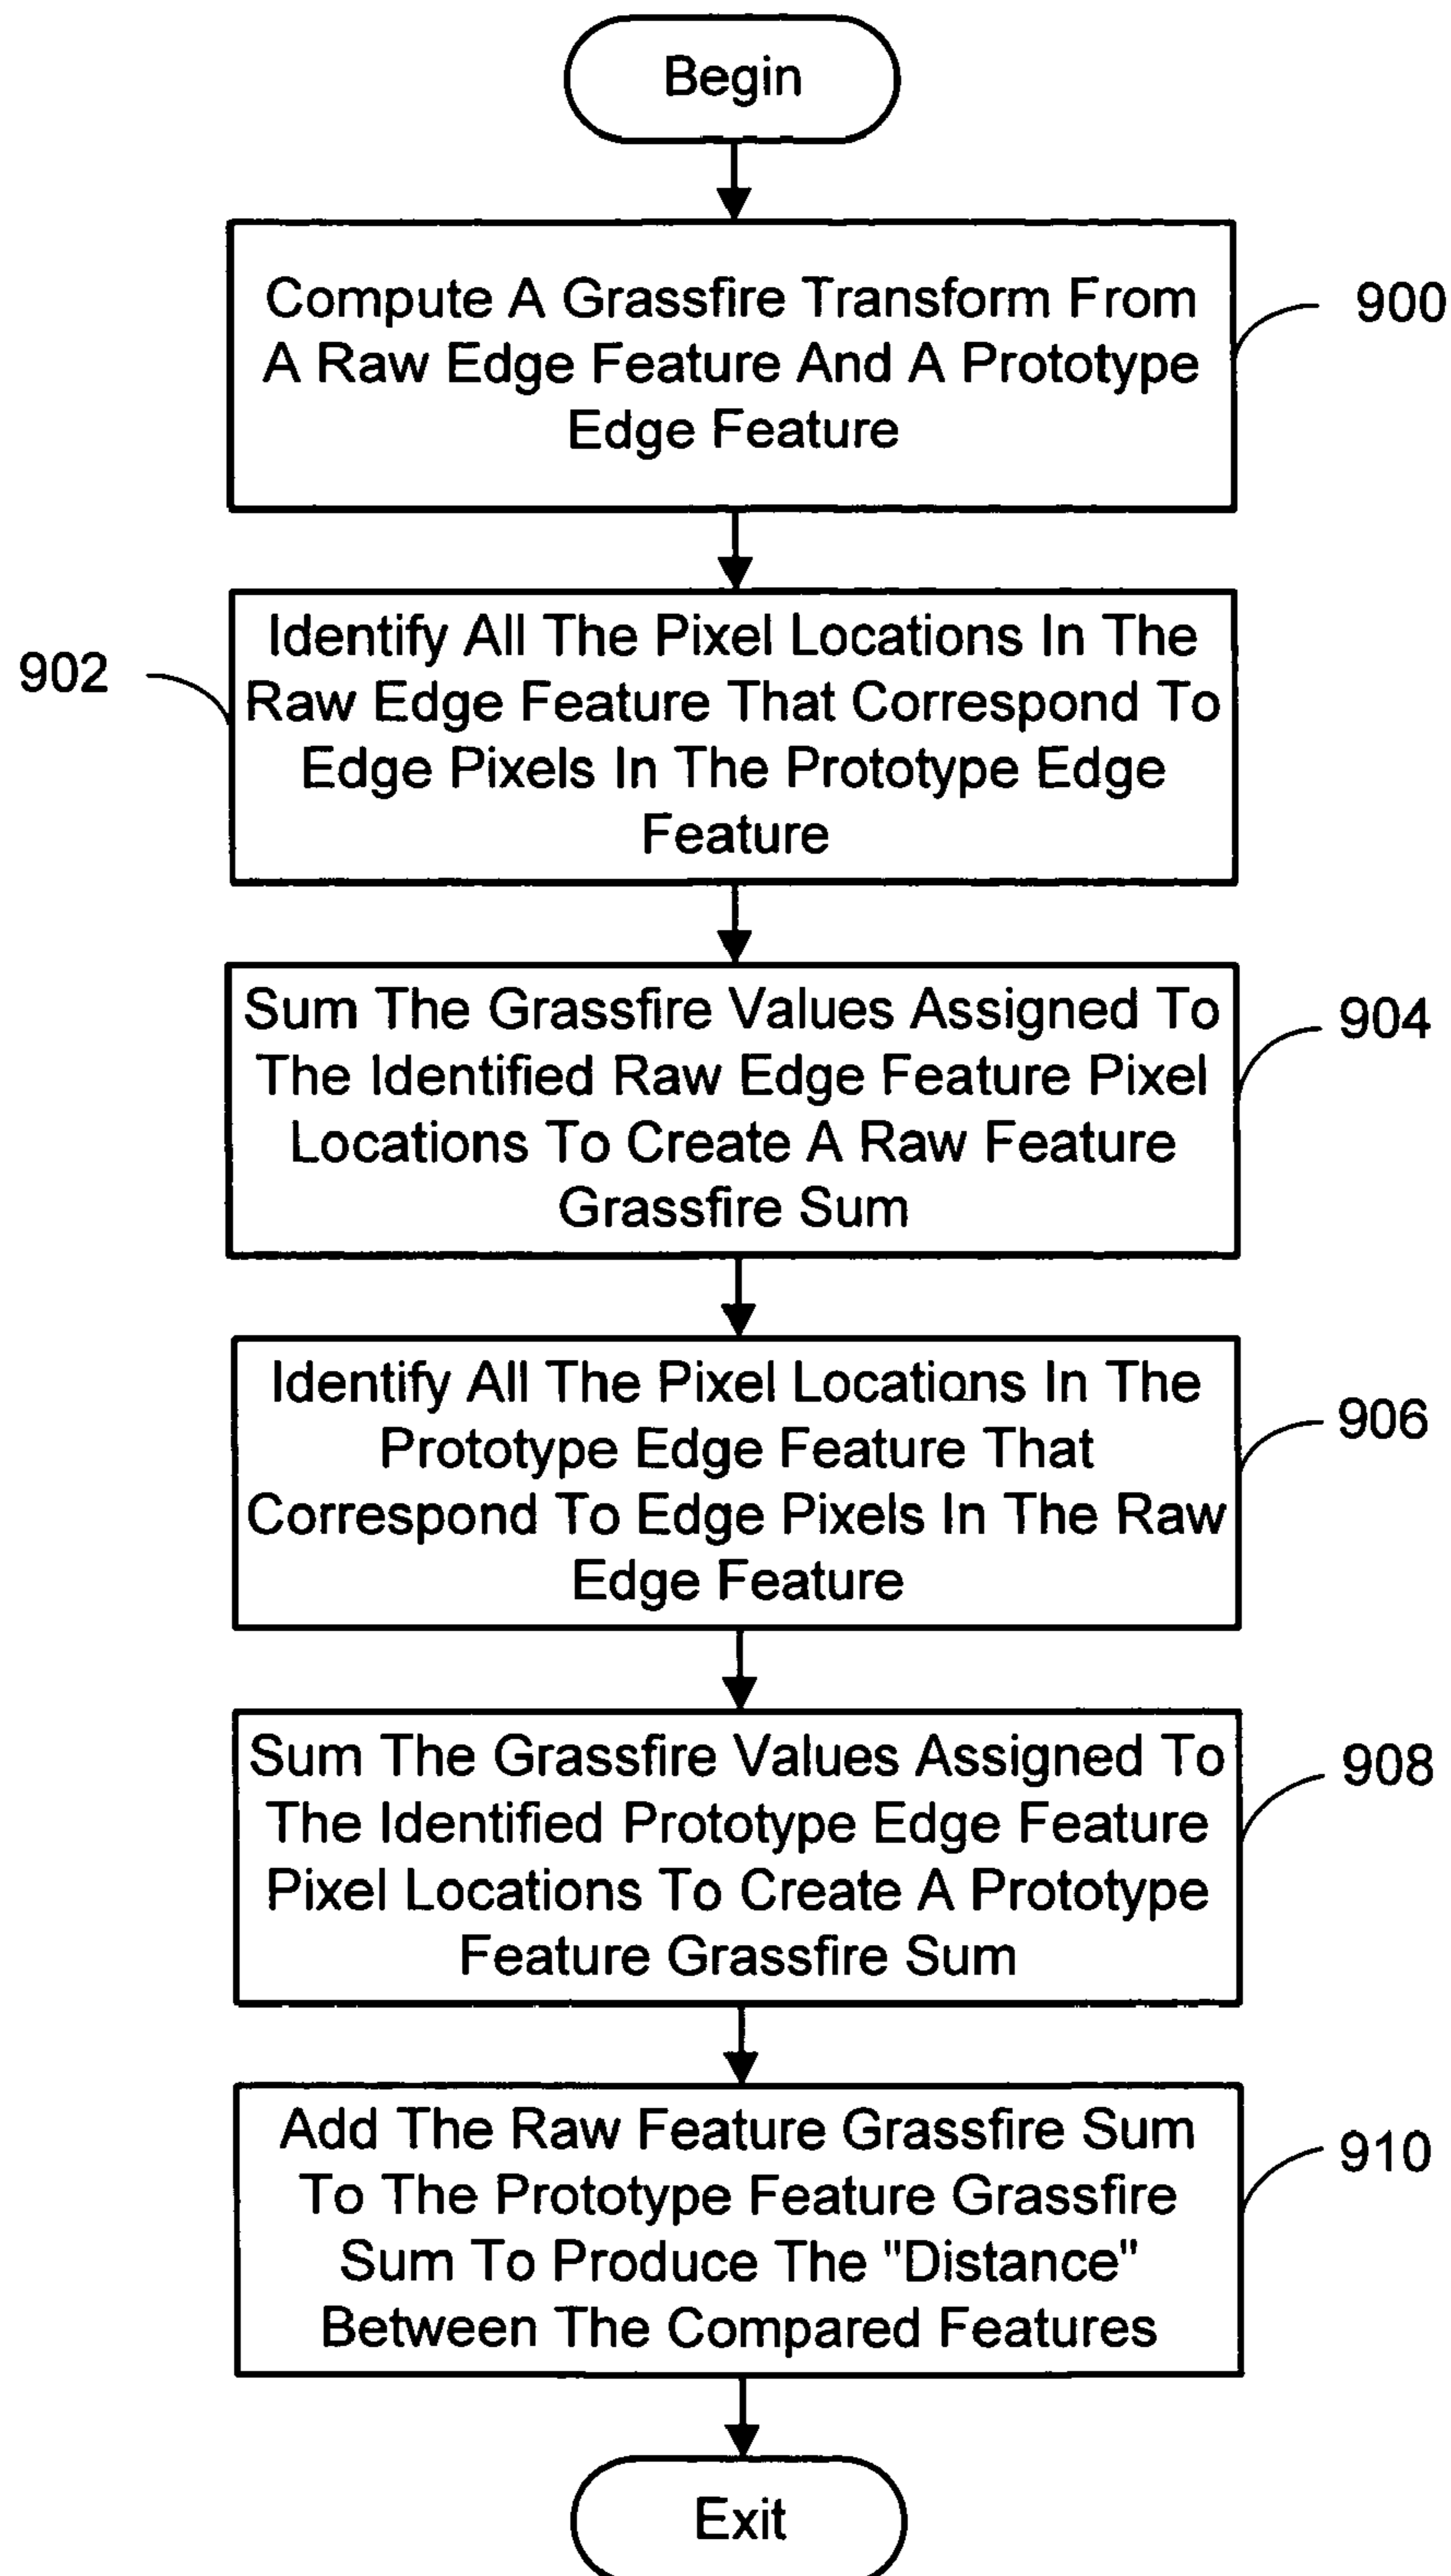 Begin
Compute A Grassfire Transform From
A Raw Edge Feature And A Prototype
Edge Feature
900
Identify All The Pixel Locations In The
Raw Edge Feature That Correspond To
Edge Pixels In The Prototype Edge
Feature
902
Sum The Grassfire Values Assigned To
The Identified Raw Edge Feature Pixel
Locations To Create A Raw Feature
Grassfire Sum
904
Identify All The Pixel Locations In The
Prototype Edge Feature That
Correspond To Edge Pixels In The Raw
Edge Feature
906
Sum The Grassfire Values Assigned To
The Identified Prototype Edge Feature
Pixel Locations To Create A Prototype
Feature Grassfire Sum
908
Add The Raw Feature Grassfire Sum
To The Prototype Feature Grassfire
Sum To Produce The "Distance"
Between The Compared Features
910
Exit